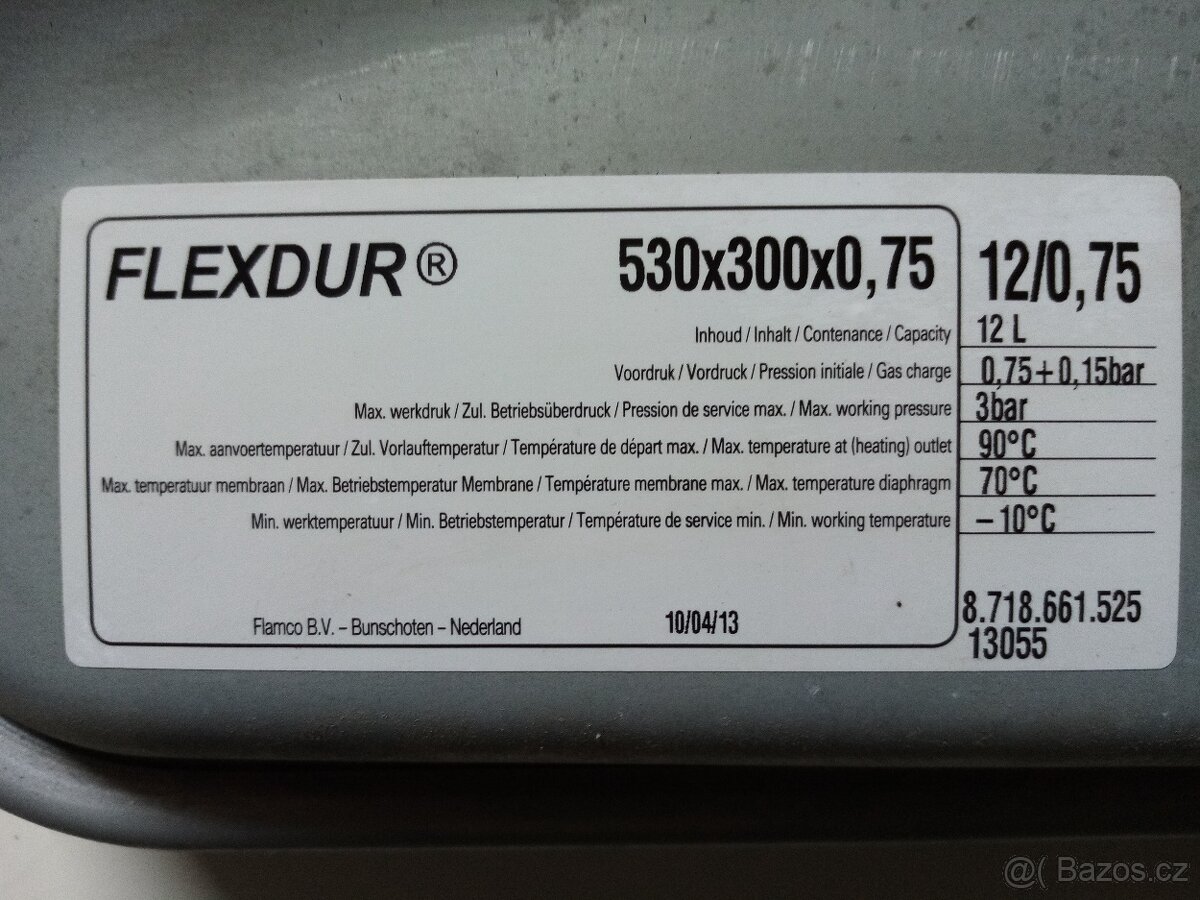 FLEXDUR® 530x300x0,75 12/0,75
Inhoud / Inhalt / Contenance / Capacity 12 L
Voordruk / Vordruck / Pression initiale / Gas charge 0,75+0,15bar
Max. werkdruk / Zul. Betriebsüberdruck / Pression de service max. / Max. working pressure 3bar
Max. aanvoertemperatuur / Zul. Vorlauftemperatur / Température de départ max. / Max. temperature at (heating) outlet 90°C
Max. temperatuur membraan / Max. Betriebstemperatur Membrane / Température membrane max. / Max. temperature diaphragm 70°C
Min. werktemperatuur / Min. Betriebstemperatur / Température de service min. / Min. working temperature –10°C
Flamco B.V. – Bunschoten – Nederland 10/04/13 8.718.661.525
13055
@( Bazos.cz